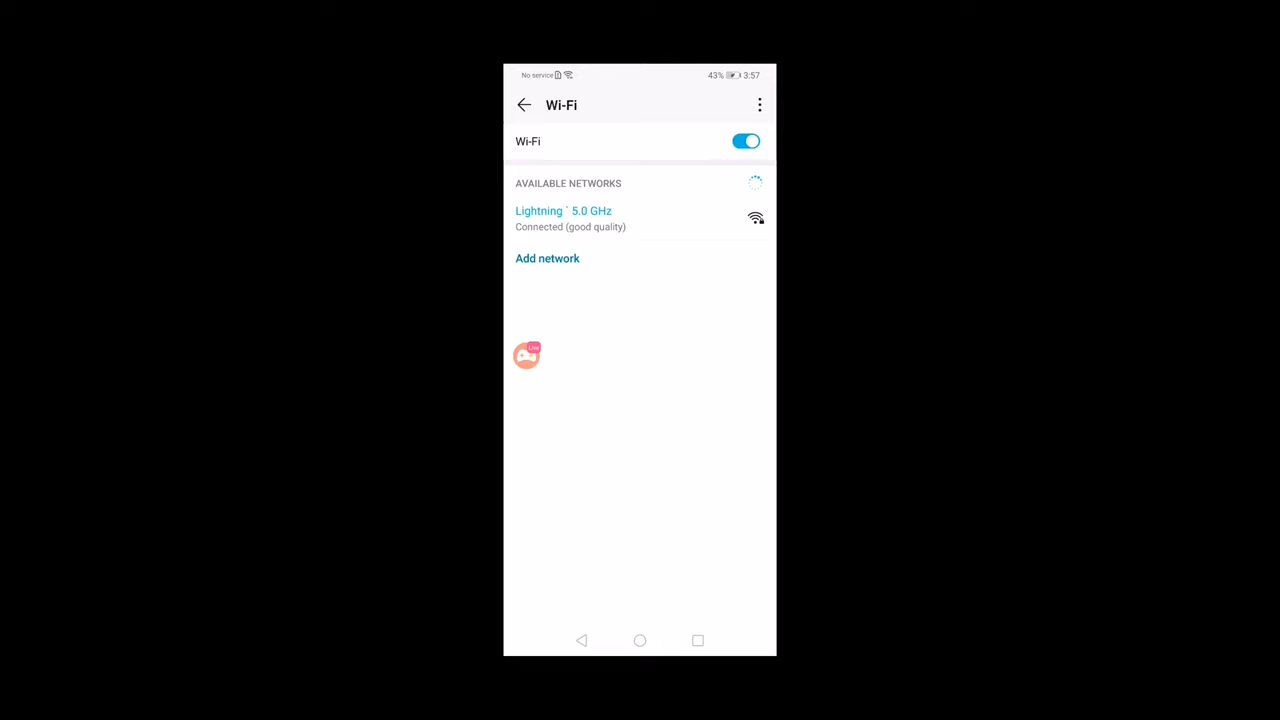 No service 43% 3:57
Wi-Fi
Wi-Fi
AVAILABLE NETWORKS
Lightning ` 5.0 GHz
Connected (good quality)
Add network